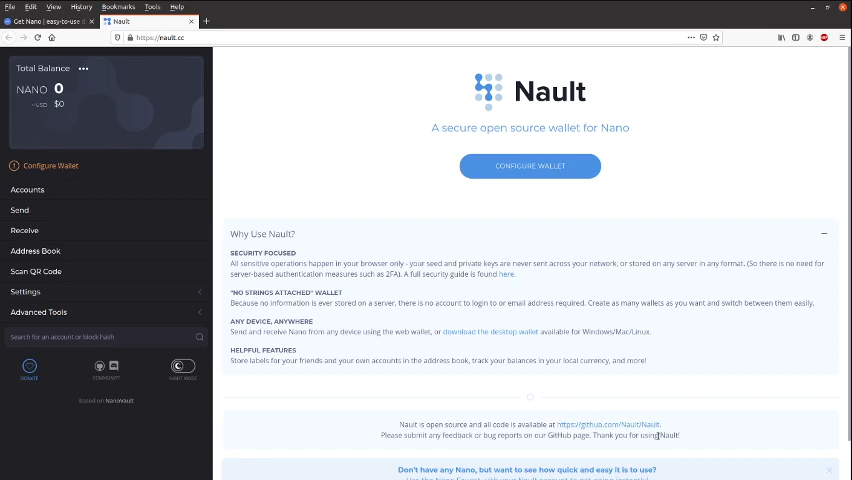 File Edit View History Bookmarks Tools Help
Get Nano | easy-to-use d
Nault
https://nault.cc
Total Balance
NANO 0
~USD $0
Configure Wallet
Accounts
Send
Receive
Address Book
Scan QR Code
Settings
Advanced Tools
Search for an account or block hash
DONATE COMMUNITY NIGHT MODE
Based on NanoVault
Nault
A secure open source wallet for Nano
CONFIGURE WALLET
Why Use Nault?
SECURITY FOCUSED
All sensitive operations happen in your browser only - your seed and private keys are never sent across your network, or stored on any server in any format. (So there is no need for
server-based authentication measures such as 2FA). A full security guide is found here.
"NO STRINGS ATTACHED" WALLET
Because no information is ever stored on a server, there is no account to login to or email address required. Create as many wallets as you want and switch between them easily.
ANY DEVICE, ANYWHERE
Send and receive Nano from any device using the web wallet, or download the desktop wallet available for Windows/Mac/Linux.
HELPFUL FEATURES
Store labels for your friends and your own accounts in the address book, track your balances in your local currency, and more!
Nault is open source and all code is available at https://github.com/Nault/Nault.
Please submit any feedback or bug reports on our GitHub page. Thank you for using Nault!
Don't have any Nano, but want to see how quick and easy it is to use?
Use the Nano Faucet, with your Nault account to get going instantly!